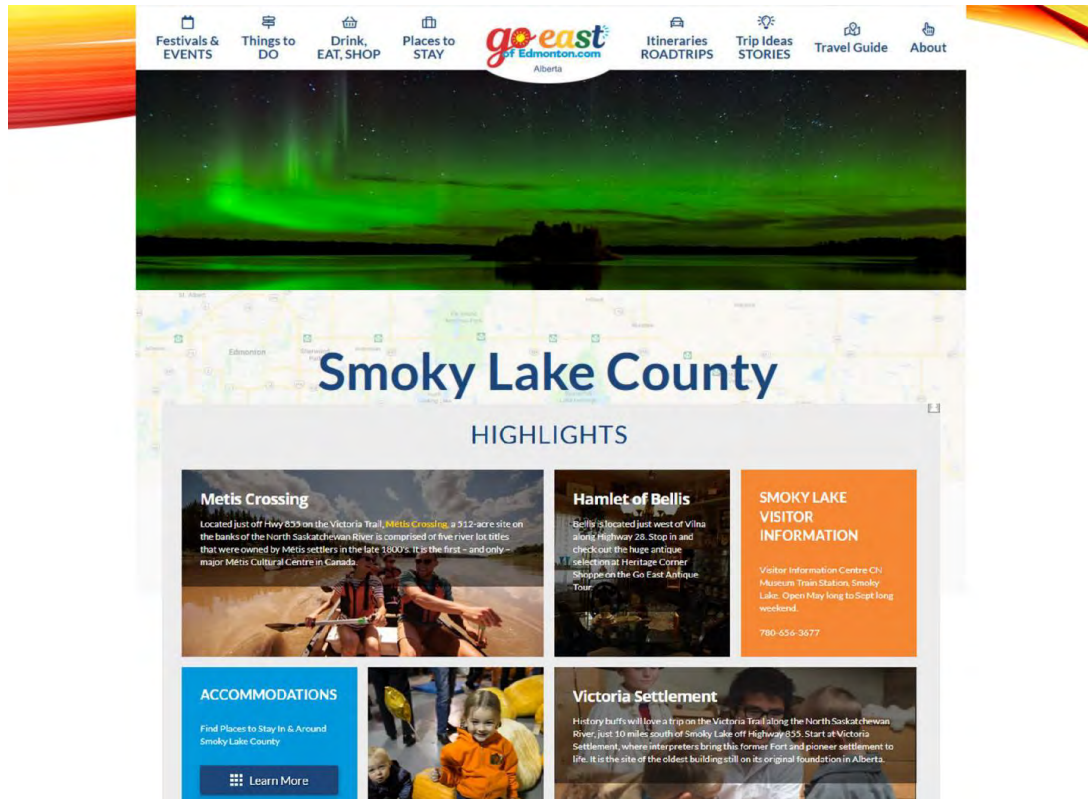 Festivals &
EVENTS
Things to
DO
Drink,
EAT, SHOP
Places to
STAY
go east
of Edmonton.com
Alberta
Itineraries
ROADTRIPS
Trip Ideas
STORIES
Travel Guide
About
Edmonton
Smoky Lake County
HIGHLIGHTS
Metis Crossing
Located just off Hwy 855 on the Victoria Trail, Métis Crossing, a 512-acre site on
the banks of the North Saskatchewan River is comprised of five river lot titles
that were owned by Métis settlers in the late 1800's. It is the first – and only –
major Métis Cultural Centre in Canada.
Hamlet of Bellis
Bellis is located just west of Vilna
along Highway 28. Stop in and
check out the huge antique
selection at Heritage Corner
Shoppe on the Go East Antique
Tour
SMOKY LAKE
VISITOR
INFORMATION
Visitor Information Centre CN
Museum Train Station, Smoky
Lake. Open May long to Sept long
weekend.
780-656-3677
ACCOMMODATIONS
Find Places to Stay In & Around
Smoky Lake County
Learn More
Victoria Settlement
History buffs will love a trip on the Victoria Trail along the North Saskatchewan
River, just 10 miles south of Smoky Lake off Highway 855. Start at Victoria
Settlement, where interpreters bring this former Fort and pioneer settlement to
life. It is the site of the oldest building still on its original foundation in Alberta.